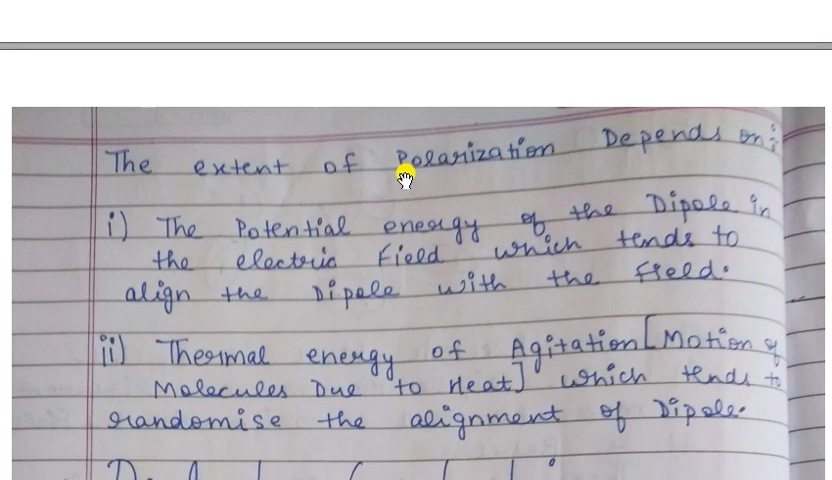 The extent of Polarization Depends on:
i) The Potential energy of the Dipole in
the electric Field which tends to
align the Dipole with the Field.
ii) Thermal energy of Agitation [Motion of
Molecules Due to Heat] which tends to
randomise the alignment of Dipole.